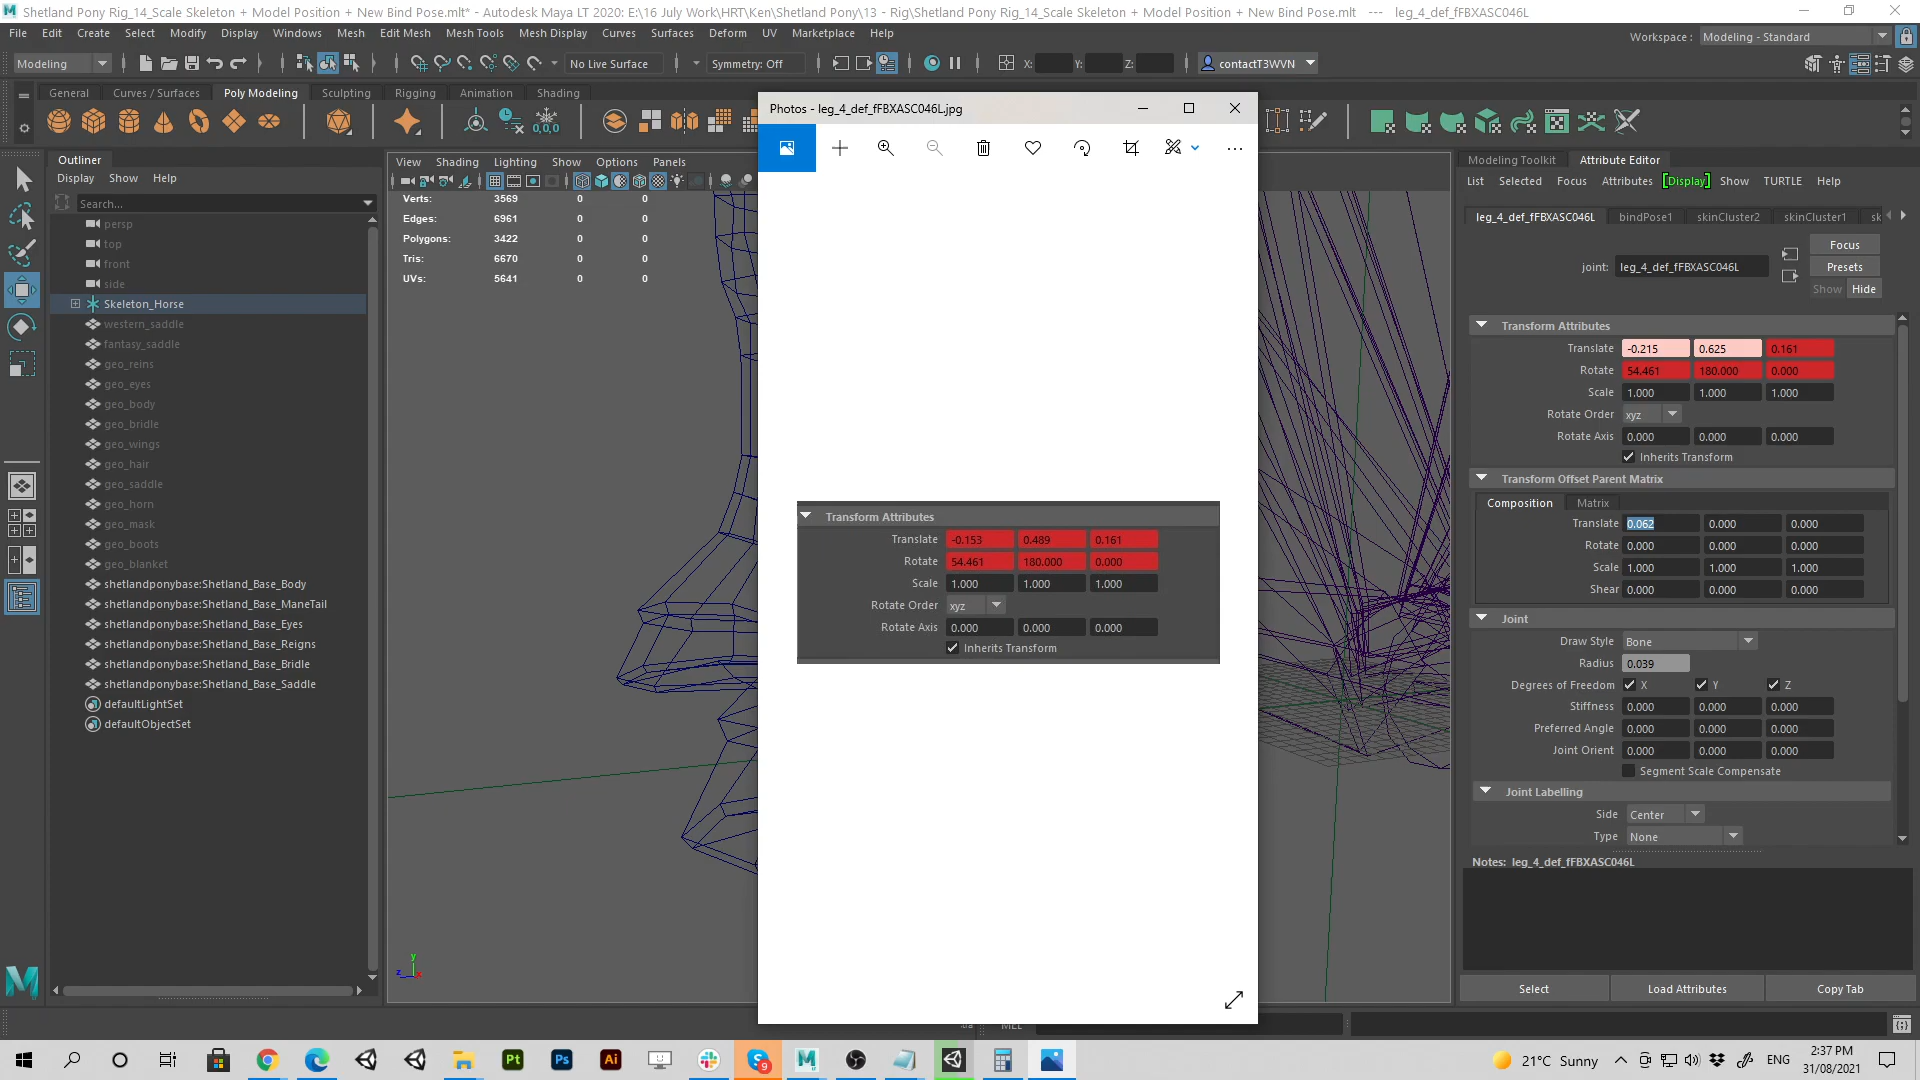 Shetland Pony Rig_14_Scale Skeleton + Model Position + New Bind Pose.mlt* - Autodesk Maya LT 2020: E:\16 July Work\HRT\Ken\Shetland Pony\13 - Rig\Shetland Pony Rig_14_Scale Skeleton + Model Position + New Bind Pose.mlt --- leg_4_def_fFBXASC046L
File Edit Create Select Modify Display Windows Mesh Edit Mesh Mesh Tools Mesh Display Curves Surfaces Deform UV Marketplace Help
Workspace : Modeling - Standard
Modeling No Live Surface Symmetry: Off X: Y: Z: contactT3WVN
General Curves / Surfaces Poly Modeling Sculpting Rigging Animation Shading
0,0,0
Outliner
Display Show Help
Search...
persp
top
front
side
Skeleton_Horse
western_saddle
fantasy_saddle
geo_reins
geo_eyes
geo_body
geo_bridle
geo_wings
geo_hair
geo_saddle
geo_horn
geo_mask
geo_boots
geo_blanket
shetlandponybase:Shetland_Base_Body
shetlandponybase:Shetland_Base_ManeTail
shetlandponybase:Shetland_Base_Eyes
shetlandponybase:Shetland_Base_Reigns
shetlandponybase:Shetland_Base_Bridle
shetlandponybase:Shetland_Base_Saddle
defaultLightSet
defaultObjectSet
View Shading Lighting Show Options Panels
Verts: 3569 0 0
Edges: 6961 0 0
Polygons: 3422 0 0
Tris: 6670 0 0
UVs: 5641 0 0
y
z x
Photos - leg_4_def_fFBXASC046L.jpg
Transform Attributes
Translate -0.153 0.489 0.161
Rotate 54.461 180.000 0.000
Scale 1.000 1.000 1.000
Rotate Order xyz
Rotate Axis 0.000 0.000 0.000
Inherits Transform
Modeling Toolkit Attribute Editor
List Selected Focus Attributes Display Show TURTLE Help
leg_4_def_fFBXASC046L bindPose1 skinCluster2 skinCluster1 sk
joint: leg_4_def_fFBXASC046L
Focus
Presets
Show Hide
Transform Attributes
Translate -0.215 0.625 0.161
Rotate 54.461 180.000 0.000
Scale 1.000 1.000 1.000
Rotate Order xyz
Rotate Axis 0.000 0.000 0.000
Inherits Transform
Transform Offset Parent Matrix
Composition Matrix
Translate 0.062 0.000 0.000
Rotate 0.000 0.000 0.000
Scale 1.000 1.000 1.000
Shear 0.000 0.000 0.000
Joint
Draw Style Bone
Radius 0.039
Degrees of Freedom X Y Z
Stiffness 0.000 0.000 0.000
Preferred Angle 0.000 0.000 0.000
Joint Orient 0.000 0.000 0.000
Segment Scale Compensate
Joint Labelling
Side Center
Type None
Notes: leg_4_def_fFBXASC046L
Select Load Attributes Copy Tab
Pt Ps Ai 9
21°C Sunny
ENG
2:37 PM
31/08/2021